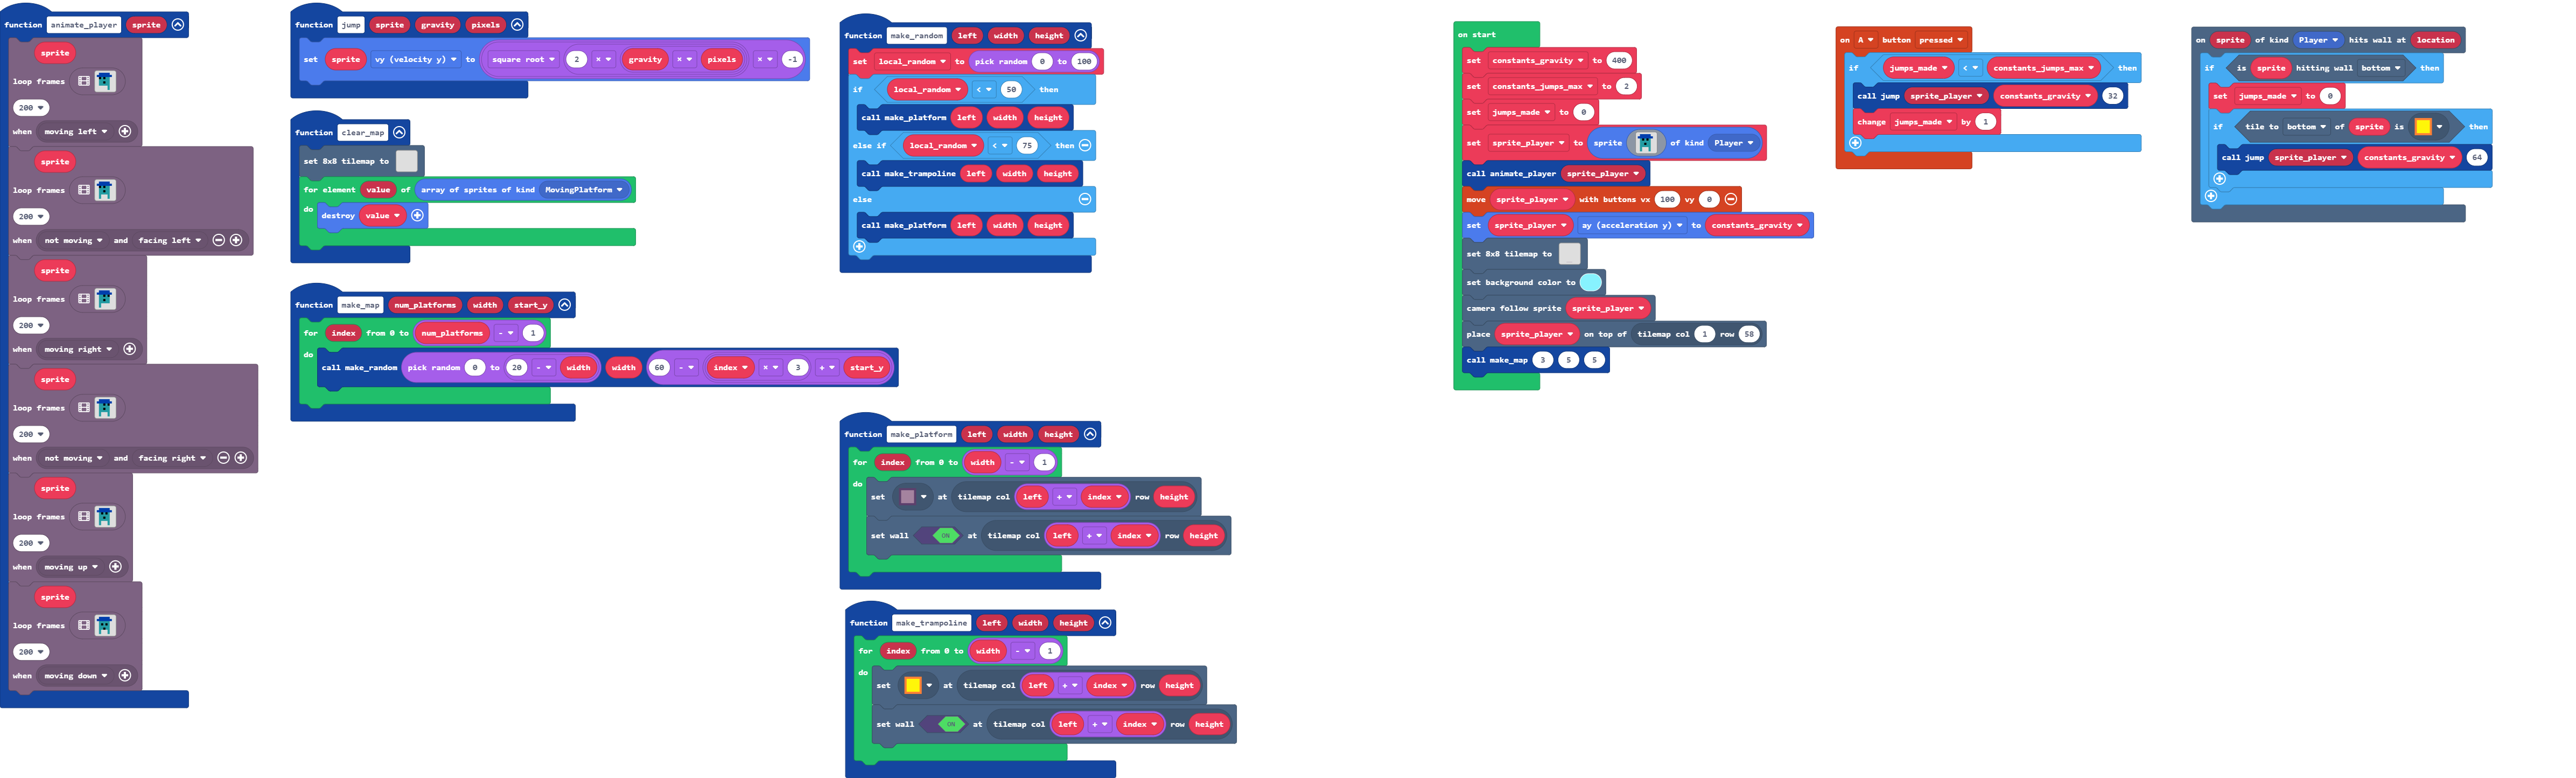 function animate_player sprite
sprite
loop frames
200
when moving left
sprite
loop frames
200
when not moving and facing left
sprite
loop frames
200
when moving right
sprite
loop frames
200
when not moving and facing right
sprite
loop frames
200
when moving up
sprite
loop frames
200
when moving down
function jump sprite gravity pixels
set sprite vy (velocity y) to square root 2 × gravity × pixels × -1
function clear_map
set 8x8 tilemap to
for element value of array of sprites of kind MovingPlatform
do destroy value
function make_map num_platforms width start_y
for index from 0 to num_platforms - 1
do
call make_random pick random 0 to 20 - width width 60 - index × 3 + start_y
function make_random left width height
set local_random to pick random 0 to 100
if local_random < 50 then
call make_platform left width height
else if local_random < 75 then
call make_trampoline left width height
else
call make_platform left width height
function make_platform left width height
for index from 0 to width - 1
do
set at tilemap col left + index row height
set wall ON at tilemap col left + index row height
function make_trampoline left width height
for index from 0 to width - 1
do
set at tilemap col left + index row height
set wall ON at tilemap col left + index row height
on start
set constants_gravity to 400
set constants_jumps_max to 2
set jumps_made to 0
set sprite_player to sprite of kind Player
call animate_player sprite_player
move sprite_player with buttons vx 100 vy 0
set sprite_player ay (acceleration y) to constants_gravity
set 8x8 tilemap to
set background color to
camera follow sprite sprite_player
place sprite_player on top of tilemap col 1 row 58
call make_map 3 5 5
on A button pressed
if jumps_made < constants_jumps_max then
call jump sprite_player constants_gravity 32
change jumps_made by 1
on sprite of kind Player hits wall at location
if is sprite hitting wall bottom then
set jumps_made to 0
if tile to bottom of sprite is then
call jump sprite_player constants_gravity 64